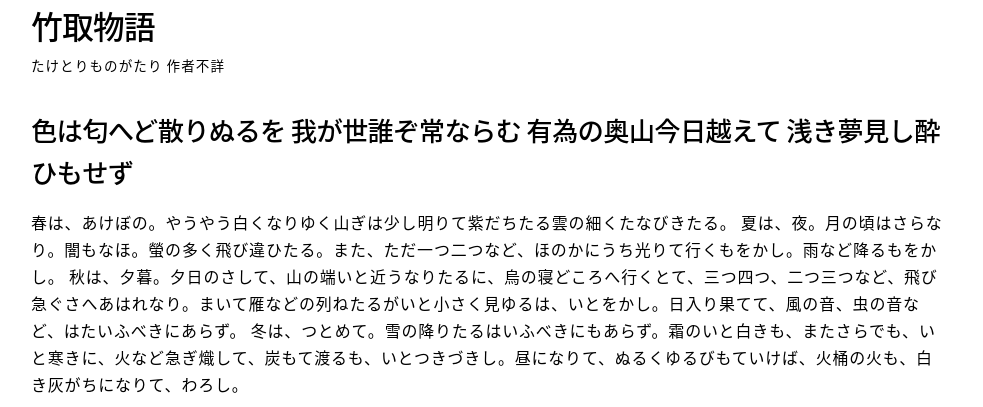 竹取物語
たけとりものがたり 作者不詳
色は匂へど散りぬるを 我が世誰ぞ常ならむ 有為の奥山今日越えて 浅き夢見し酔
ひもせず
春は、あけぼの。やうやう白くなりゆく山ぎは少し明りて紫だちたる雲の細くたなびきたる。 夏は、夜。月の頃はさらな
り。闇もなほ。螢の多く飛び違ひたる。また、ただ一つ二つなど、ほのかにうち光りて行くもをかし。雨など降るもをか
し。 秋は、夕暮。夕日のさして、山の端いと近うなりたるに、烏の寝どころへ行くとて、三つ四つ、二つ三つなど、飛び
急ぐさへあはれなり。まいて雁などの列ねたるがいと小さく見ゆるは、いとをかし。日入り果てて、風の音、虫の音な
ど、はたいふべきにあらず。 冬は、つとめて。雪の降りたるはいふべきにもあらず。霜のいと白きも、またさらでも、い
と寒きに、火など急ぎ熾して、炭もて渡るも、いとつきづきし。昼になりて、ぬるくゆるびもていけば、火桶の火も、白
き灰がちになりて、わろし。